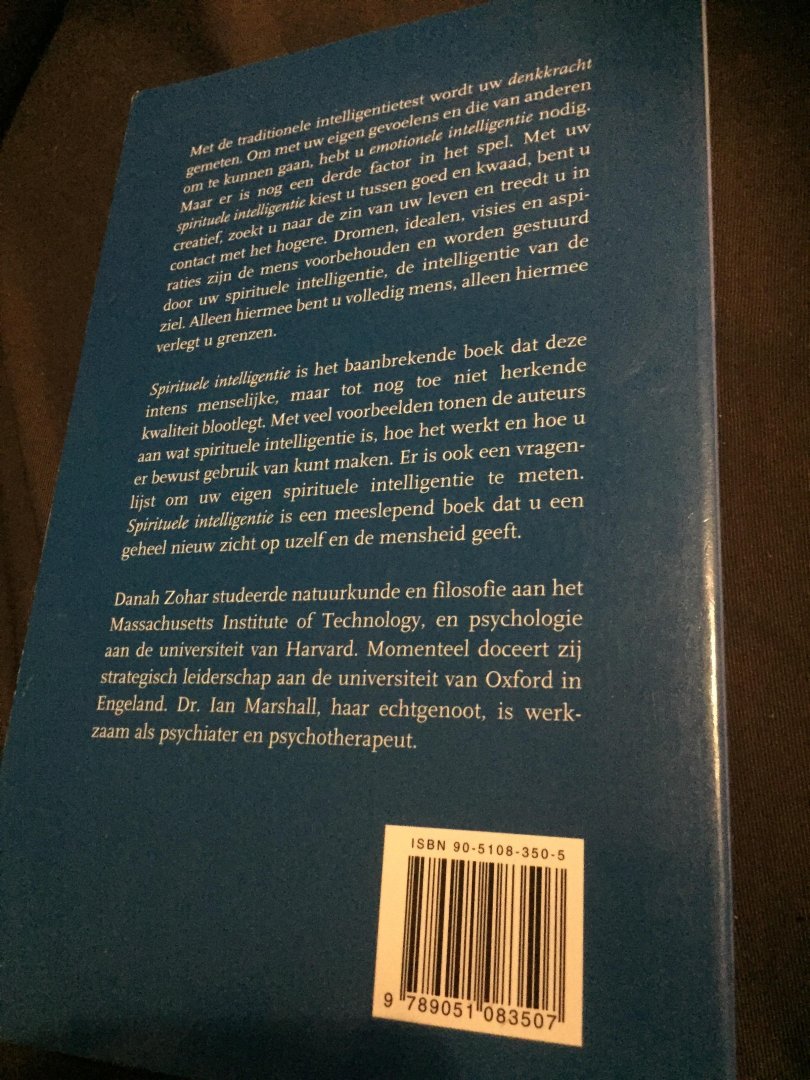 Met de traditionele intelligentietest wordt uw denkkracht
gemeten. Om met uw eigen gevoelens en die van anderen
om te kunnen gaan, hebt u emotionele intelligentie nodig.
Maar er is nog een derde factor in het spel. Met uw
spirituele intelligentie kiest u tussen goed en kwaad, bent u
creatief, zoekt u naar de zin van uw leven en treedt u in
contact met het hogere. Dromen, idealen, visies en aspi-
raties zijn de mens voorbehouden en worden gestuurd
door uw spirituele intelligentie, de intelligentie van de
ziel. Alleen hiermee bent u volledig mens, alleen hiermee
verlegt u grenzen.
Spirituele intelligentie is het baanbrekende boek dat deze
intens menselijke, maar tot nog toe niet herkende
kwaliteit blootlegt. Met veel voorbeelden tonen de auteurs
aan wat spirituele intelligentie is, hoe het werkt en hoe u
er bewust gebruik van kunt maken. Er is ook een vragen-
lijst om uw eigen spirituele intelligentie te meten.
Spirituele intelligentie is een meeslepend boek dat u een
geheel nieuw zicht op uzelf en de mensheid geeft.
Danah Zohar studeerde natuurkunde en filosofie aan het
Massachusetts Institute of Technology, en psychologie
aan de universiteit van Harvard. Momenteel doceert zij
strategisch leiderschap aan de universiteit van Oxford in
Engeland. Dr. Ian Marshall, haar echtgenoot, is werk-
zaam als psychiater en psychotherapeut.
ISBN 90-5108-350-5
9 789051 083507